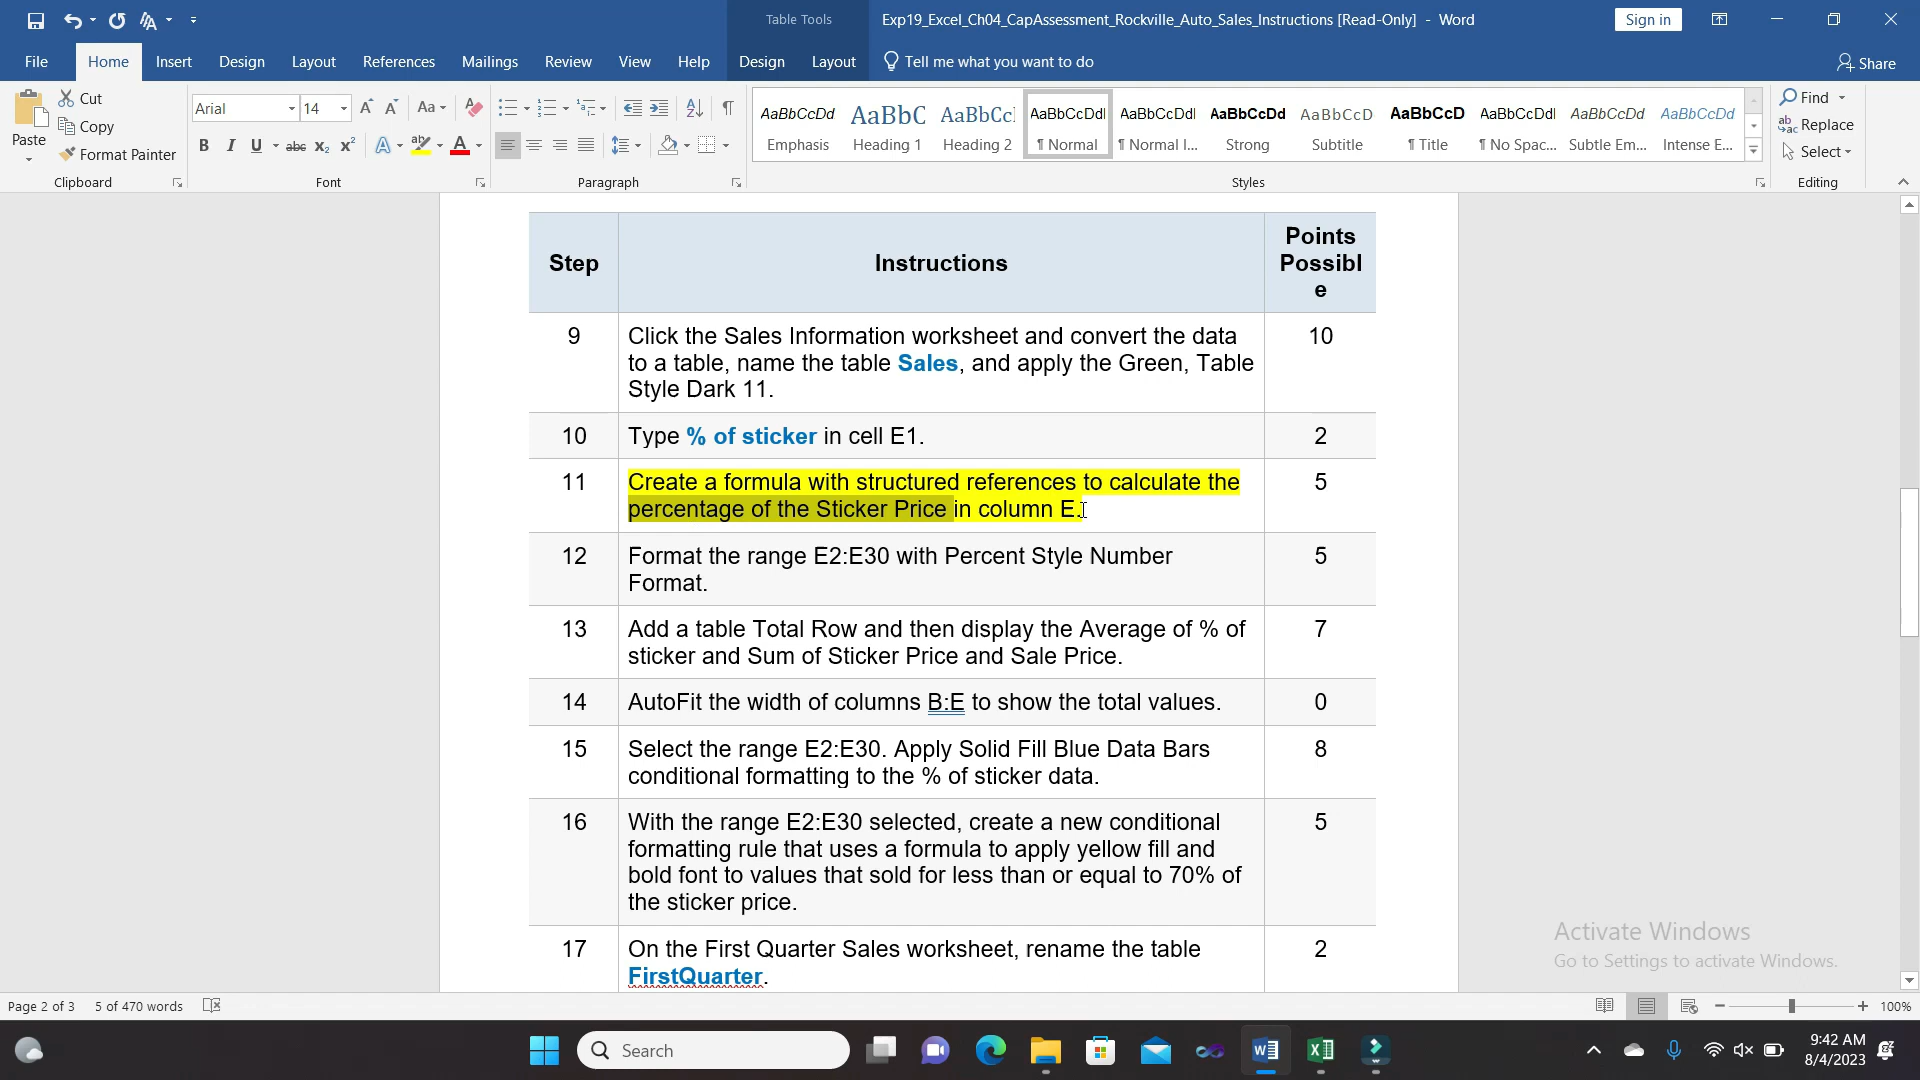 Table Tools
Exp19_Excel_Ch04_CapAssessment_Rockville_Auto_Sales_Instructions [Read-Only] - Word
Sign in
File Home Insert Design Layout References Mailings Review View Help Design Layout Tell me what you want to do Share
Paste
Cut
Copy
Format Painter
Clipboard
Arial 14 Aa
B I U abc x2 x2 A A
Font
Paragraph
AaBbCcDd AaBbC AaBbCc AaBbCcDdI AaBbCcDdI AaBbCcDd AaBbCcD AaBbCcD AaBbCcDdI AaBbCcDd AaBbCcDd
Emphasis Heading 1 Heading 2 ¶ Normal ¶ Normal I... Strong Subtitle ¶ Title ¶ No Spac... Subtle Em... Intense E...
Styles
Find
Replace
Select
Editing
Step Instructions Points
Possibl
e
9 Click the Sales Information worksheet and convert the data 10
to a table, name the table Sales, and apply the Green, Table
Style Dark 11.
10 Type % of sticker in cell E1. 2
11 Create a formula with structured references to calculate the 5
percentage of the Sticker Price in column E.
12 Format the range E2:E30 with Percent Style Number 5
Format.
13 Add a table Total Row and then display the Average of % of 7
sticker and Sum of Sticker Price and Sale Price.
14 AutoFit the width of columns B:E to show the total values. 0
15 Select the range E2:E30. Apply Solid Fill Blue Data Bars 8
conditional formatting to the % of sticker data.
16 With the range E2:E30 selected, create a new conditional 5
formatting rule that uses a formula to apply yellow fill and
bold font to values that sold for less than or equal to 70% of
the sticker price.
17 On the First Quarter Sales worksheet, rename the table 2
FirstQuarter.
Activate Windows
Go to Settings to activate Windows.
Page 2 of 3 5 of 470 words 100%
Search
9:42 AM
8/4/2023